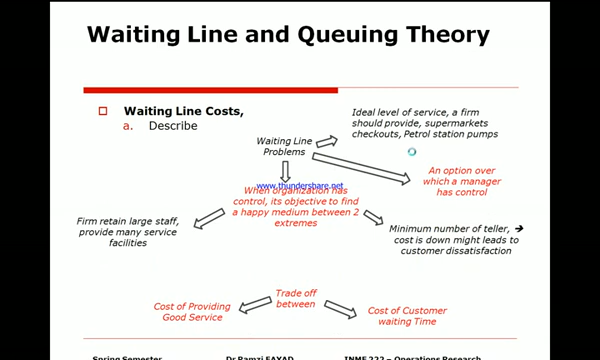 Waiting Line and Queuing Theory
Waiting Line Costs,
a. Describe
Waiting Line
Problems
Ideal level of service, a firm
should provide, supermarkets
checkouts, Petrol station pumps
An option over
which a manager
has control
www.thundershare.net
When organization has
control, its objective to find
a happy medium between 2
extremes
Firm retain large staff,
provide many service
facilities
Minimum number of teller, ➔
cost is down might leads to
customer dissatisfaction
Trade off
between
Cost of Providing
Good Service
Cost of Customer
waiting Time
Spring Semester
Dr Ramzi FAYAD
INMF 222 – Operations Research